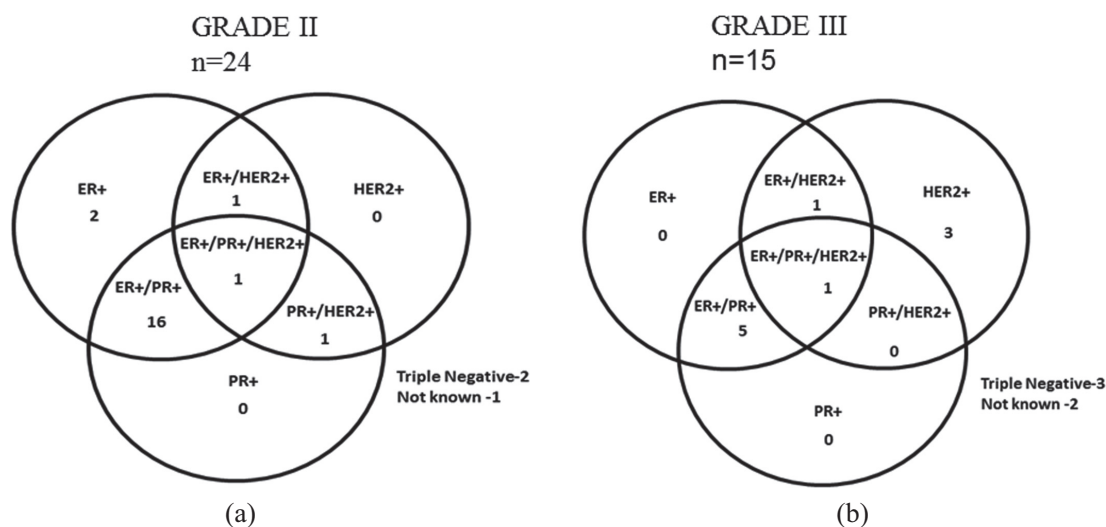 GRADE II
n=24
ER+
2
ER+/HER2+
1
HER2+
0
ER+/PR+/HER2+
1
ER+/PR+
16
PR+/HER2+
1
PR+
0
Triple Negative-2
Not known -1
(a)
GRADE III
n=15
ER+
0
ER+/HER2+
1
HER2+
3
ER+/PR+/HER2+
1
ER+/PR+
5
PR+/HER2+
0
PR+
0
Triple Negative-3
Not known -2
(b)